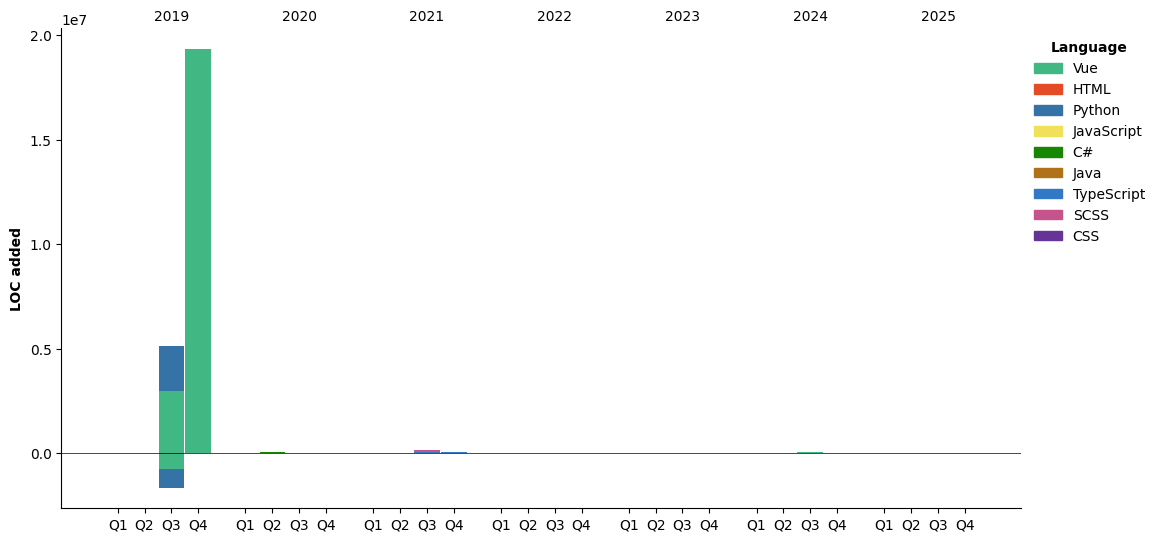 1e7
2019 2020 2021 2022 2023 2024 2025
2.0
1.5
1.0
0.5
0.0
LOC added
Q1 Q2 Q3 Q4 Q1 Q2 Q3 Q4 Q1 Q2 Q3 Q4 Q1 Q2 Q3 Q4 Q1 Q2 Q3 Q4 Q1 Q2 Q3 Q4 Q1 Q2 Q3 Q4
Language
Vue
HTML
Python
JavaScript
C#
Java
TypeScript
SCSS
CSS